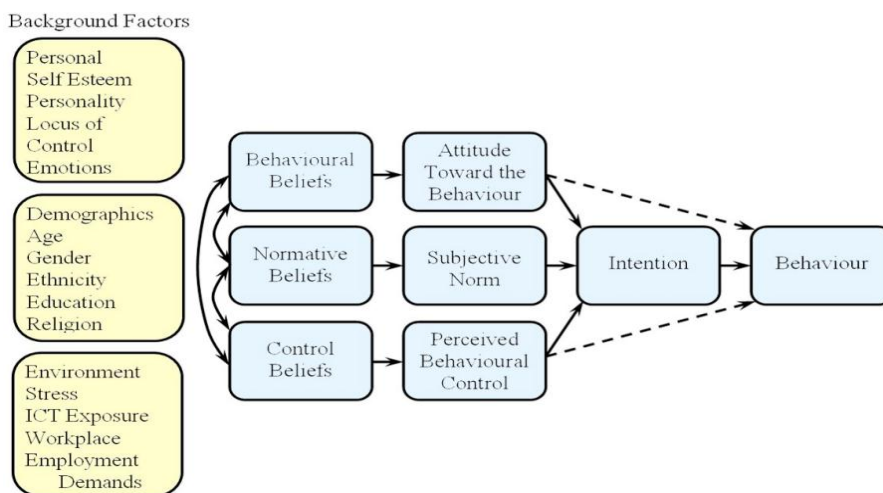 Background Factors
Personal
Self Esteem
Personality
Locus of
Control
Emotions
Demographics
Age
Gender
Ethnicity
Education
Religion
Environment
Stress
ICT Exposure
Workplace
Employment
Demands
Behavioural
Beliefs
Normative
Beliefs
Control
Beliefs
Attitude
Toward the
Behaviour
Subjective
Norm
Perceived
Behavioural
Control
Intention
Behaviour